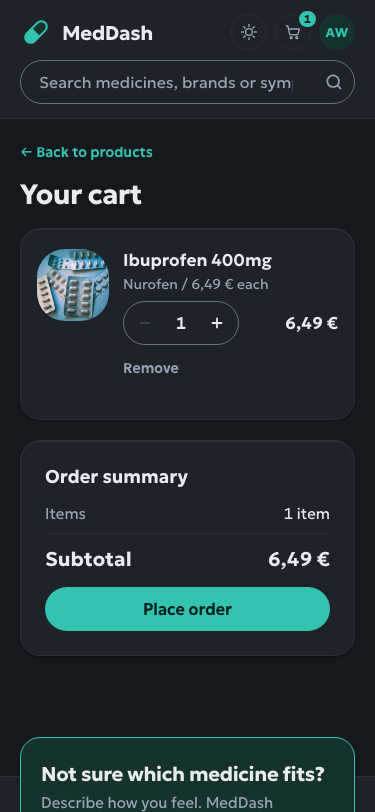 MedDash
1
AW
Search medicines, brands or sym
← Back to products
Your cart
Ibuprofen 400mg
Nurofen / 6,49 € each
− 1 +
6,49 €
Remove
Order summary
Items 1 item
Subtotal 6,49 €
Place order
Not sure which medicine fits?
Describe how you feel. MedDash